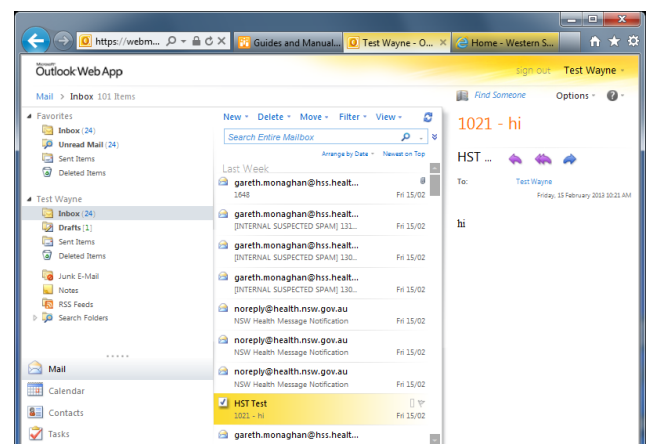 https://webm...
Guides and Manual...
Test Wayne - O...
Home - Western S...
Microsoft
Outlook Web App
sign out
Test Wayne
Mail > Inbox 101 Items
Find Someone
Options
Favorites
Inbox (24)
Unread Mail (24)
Sent Items
Deleted Items
Test Wayne
Inbox (24)
Drafts [1]
Sent Items
Deleted Items
Junk E-Mail
Notes
RSS Feeds
Search Folders
Mail
Calendar
Contacts
Tasks
New Delete Move Filter View
Search Entire Mailbox
Arrange by Date Newest on Top
Last Week
gareth.monaghan@hss.healt...
1648 Fri 15/02
gareth.monaghan@hss.healt...
[INTERNAL SUSPECTED SPAM] 131... Fri 15/02
gareth.monaghan@hss.healt...
[INTERNAL SUSPECTED SPAM] 130... Fri 15/02
gareth.monaghan@hss.healt...
[INTERNAL SUSPECTED SPAM] 130... Fri 15/02
noreply@health.nsw.gov.au
NSW Health Message Notification Fri 15/02
noreply@health.nsw.gov.au
NSW Health Message Notification Fri 15/02
noreply@health.nsw.gov.au
NSW Health Message Notification Fri 15/02
HST Test
1021 - hi Fri 15/02
gareth.monaghan@hss.healt...
1021 - hi
HST ...
To: Test Wayne
Friday, 15 February 2013 10:21 AM
hi